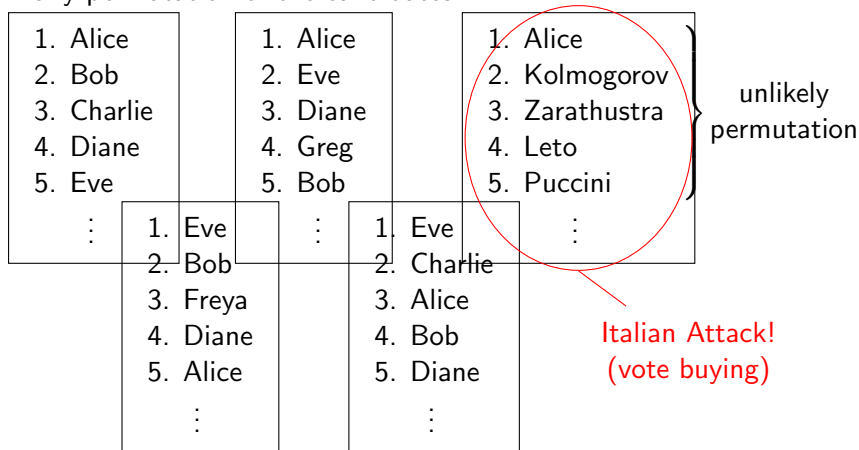 1. Alice
2. Bob
3. Charlie
4. Diane
5. Eve
⋮
1. Alice
2. Eve
3. Diane
4. Greg
5. Bob
⋮
1. Alice
2. Kolmogorov
3. Zarathustra
4. Leto
5. Puccini
⋮
unlikely
permutation
1. Eve
2. Bob
3. Freya
4. Diane
5. Alice
⋮
1. Eve
2. Charlie
3. Alice
4. Bob
5. Diane
⋮
Italian Attack!
(vote buying)